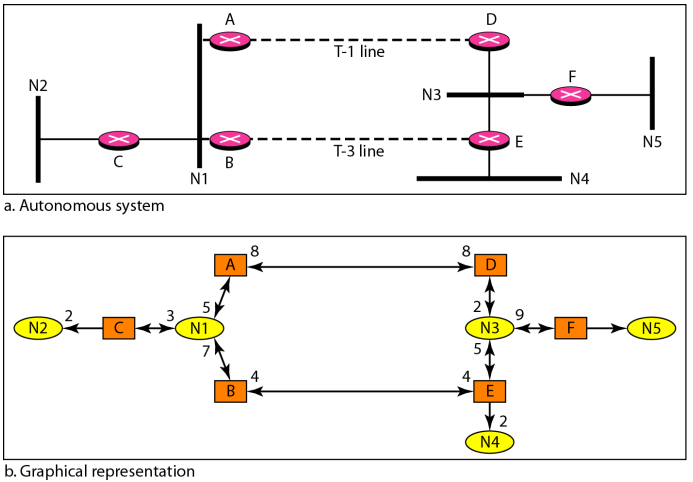 A
D
T-1 line
F
N2
N3
E
C
B
T-3 line
N5
N1
N4
a. Autonomous system
8
8
A
D
2
3
5
2
9
N2
C
N1
N3
F
N5
7
5
4
4
B
E
2
N4
b. Graphical representation